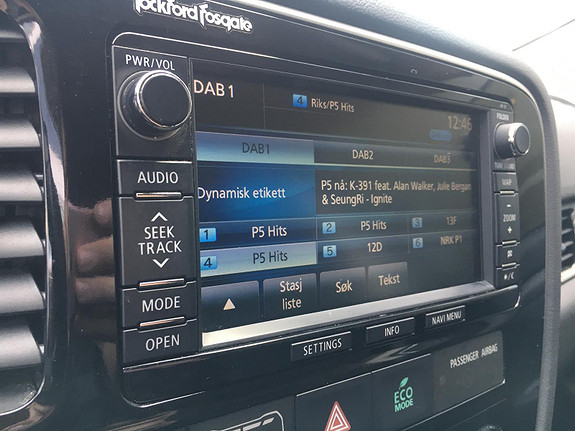 Rockford Fosgate
PWR/VOL
DAB 1
4 Riks/P5 Hits
12:46
FOLDER
DAB1 DAB2 DAB3
AUDIO
Dynamisk etikett
P5 nå: K-391 feat. Alan Walker, Julie Bergan
& SeungRi - Ignite
MAP
SEEK
TRACK
ZOOM
1 P5 Hits 2 P5 Hits 3 13F
4 P5 Hits 5 12D 6 NRK P1
MODE
Stasj
liste
Søk
Tekst
OPEN
SETTINGS
INFO
NAVI MENU
ECO
MODE
PASSENGER AIRBAG